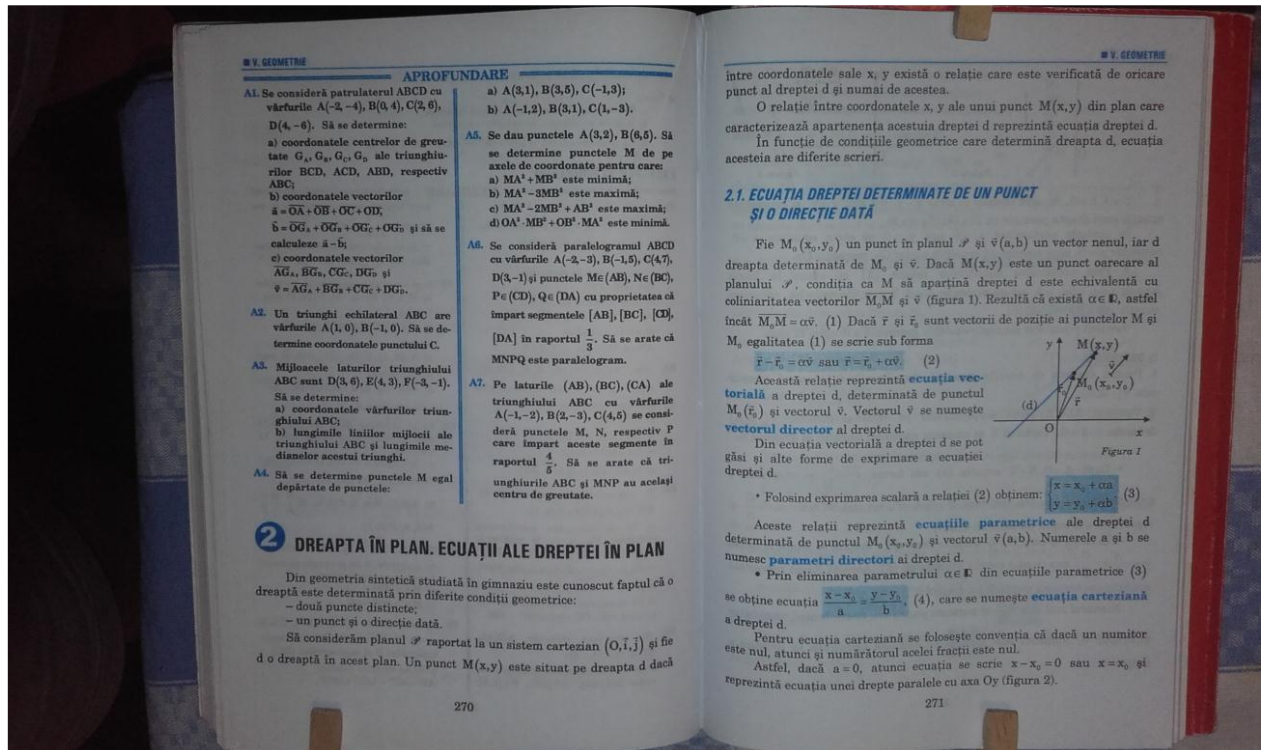 ■ V. GEOMETRIE
APROFUNDARE
A1. Se consideră patrulaterul ABCD cu
vârfurile A(-2, -4), B(0, 4), C(2, 6),
D(4, -6). Să se determine:
a) coordonatele centrelor de greu-
tate G_A, G_B, G_C, G_D ale triunghiu-
rilor BCD, ACD, ABD, respectiv
ABC;
b) coordonatele vectorilor
ā = OA + OB + OC + OD,
b̄ = OG_A + OG_B + OG_C + OG_D și să se
calculeze ā - b̄;
c) coordonatele vectorilor
AG_A, BG_B, CG_C, DG_D și
v̄ = AG_A + BG_B + CG_C + DG_D.
A2. Un triunghi echilateral ABC are
vârfurile A(1, 0), B(-1, 0). Să se de-
termine coordonatele punctului C.
A3. Mijloacele laturilor triunghiului
ABC sunt D(3, 6), E(4, 3), F(-3, -1).
Să se determine:
a) coordonatele vârfurilor triun-
ghiului ABC;
b) lungimile liniilor mijlocii ale
triunghiului ABC și lungimile me-
dianelor acestui triunghi.
A4. Să se determine punctele M egal
depărtate de punctele:
a) A(3,1), B(3,5), C(-1,3);
b) A(-1,2), B(3,1), C(1,-3).
A5. Se dau punctele A(3,2), B(6,5). Să
se determine punctele M de pe
axele de coordonate pentru care:
a) MA² + MB² este minimă;
b) MA² - 3MB² este maximă;
c) MA² - 2MB² + AB² este maximă;
d) OA² · MB² + OB² · MA² este minimă.
A6. Se consideră paralelogramul ABCD
cu vârfurile A(-2,-3), B(-1,5), C(4,7),
D(3,-1) și punctele M∈(AB), N∈(BC),
P∈(CD), Q∈(DA) cu proprietatea că
împart segmentele [AB], [BC], [CD],
[DA] în raportul 1/3. Să se arate că
MNPQ este paralelogram.
A7. Pe laturile (AB), (BC), (CA) ale
triunghiului ABC cu vârfurile
A(-1,-2), B(2,-3), C(4,5) se consi-
deră punctele M, N, respectiv P
care împart aceste segmente în
raportul 4/5. Să se arate că tri-
unghiurile ABC și MNP au același
centru de greutate.
2 DREAPTA ÎN PLAN. ECUAȚII ALE DREPTEI ÎN PLAN
Din geometria sintetică studiată în gimnaziu este cunoscut faptul că o
dreaptă este determinată prin diferite condiții geometrice:
– două puncte distincte;
– un punct și o direcție dată.
Să considerăm planul 𝒫 raportat la un sistem cartezian (O, i̅, j̅) și fie
d o dreaptă în acest plan. Un punct M(x,y) este situat pe dreapta d dacă
270
■ V. GEOMETRIE
între coordonatele sale x, y există o relație care este verificată de oricare
punct al dreptei d și numai de acestea.
O relație între coordonatele x, y ale unui punct M(x,y) din plan care
caracterizează apartenența acestuia dreptei d reprezintă ecuația dreptei d.
În funcție de condițiile geometrice care determină dreapta d, ecuația
acesteia are diferite scrieri.
2.1. ECUAȚIA DREPTEI DETERMINATE DE UN PUNCT
ȘI O DIRECȚIE DATĂ
Fie M₀(x₀,y₀) un punct în planul 𝒫 și v̄(a,b) un vector nenul, iar d
dreapta determinată de M₀ și v̄. Dacă M(x,y) este un punct oarecare al
planului 𝒫, condiția ca M să aparțină dreptei d este echivalentă cu
coliniaritatea vectorilor M₀M și v̄ (figura 1). Rezultă că există α∈ℝ, astfel
încât M₀M = αv̄. (1) Dacă r̄ și r̄₀ sunt vectorii de poziție ai punctelor M și
M₀ egalitatea (1) se scrie sub forma
r̄ - r̄₀ = αv̄ sau r̄ = r̄₀ + αv̄. (2)
Această relație reprezintă ecuația vec-
torială a dreptei d, determinată de punctul
M₀(r̄₀) și vectorul v̄. Vectorul v̄ se numește
vectorul director al dreptei d.
Din ecuația vectorială a dreptei d se pot
găsi și alte forme de exprimare a ecuației
dreptei d.
y M(x,y)
v̄
M₀(x₀,y₀)
r̄₀
r̄
(d)
O x
Figura 1
• Folosind exprimarea scalară a relației (2) obținem: {x = x₀ + αa
y = y₀ + αb. (3)
Aceste relații reprezintă ecuațiile parametrice ale dreptei d
determinată de punctul M₀(x₀,y₀) și vectorul v̄(a,b). Numerele a și b se
numesc parametri directori ai dreptei d.
• Prin eliminarea parametrului α∈ℝ din ecuațiile parametrice (3)
se obține ecuația (x-x₀)/a = (y-y₀)/b, (4), care se numește ecuația carteziană
a dreptei d.
Pentru ecuația carteziană se folosește convenția că dacă un numitor
este nul, atunci și numărătorul acelei fracții este nul.
Astfel, dacă a = 0, atunci ecuația se scrie x - x₀ = 0 sau x = x₀ și
reprezintă ecuația unei drepte paralele cu axa Oy (figura 2).
271